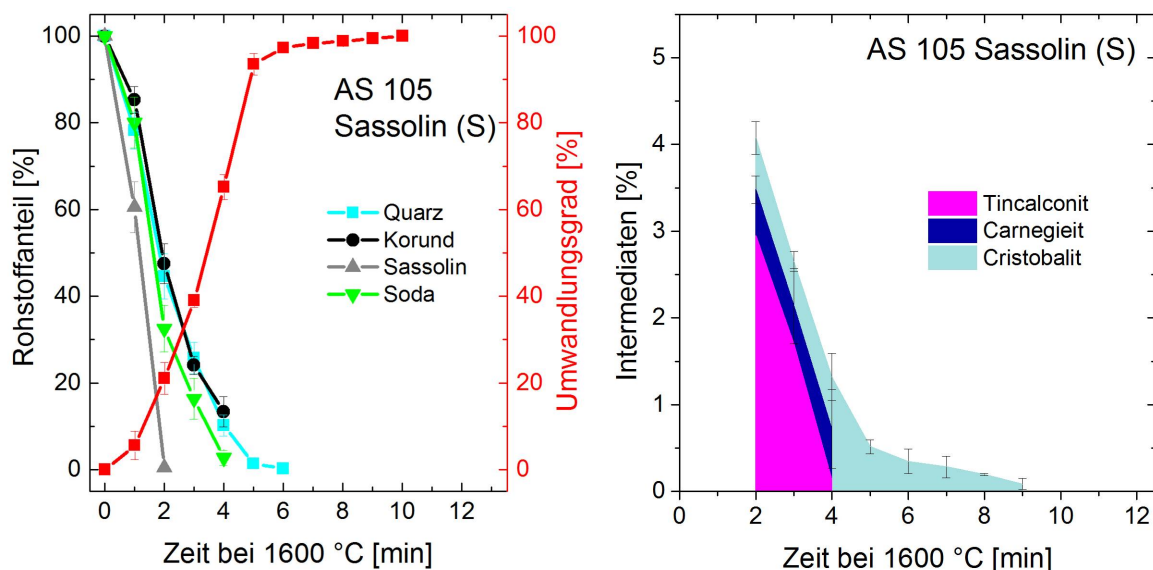 AS 105
Sassolin (S)
Rohstoffanteil [%]
100
80
60
40
20
0
Quarz
Korund
Sassolin
Soda
100
80
60
40
20
0
Umwandlungsgrad [%]
0 2 4 6 8 10 12
Zeit bei 1600 °C [min]
AS 105 Sassolin (S)
Intermediaten [%]
5
4
3
2
1
0
Tincalconit
Carnegieit
Cristobalit
0 2 4 6 8 10 12
Zeit bei 1600 °C [min]